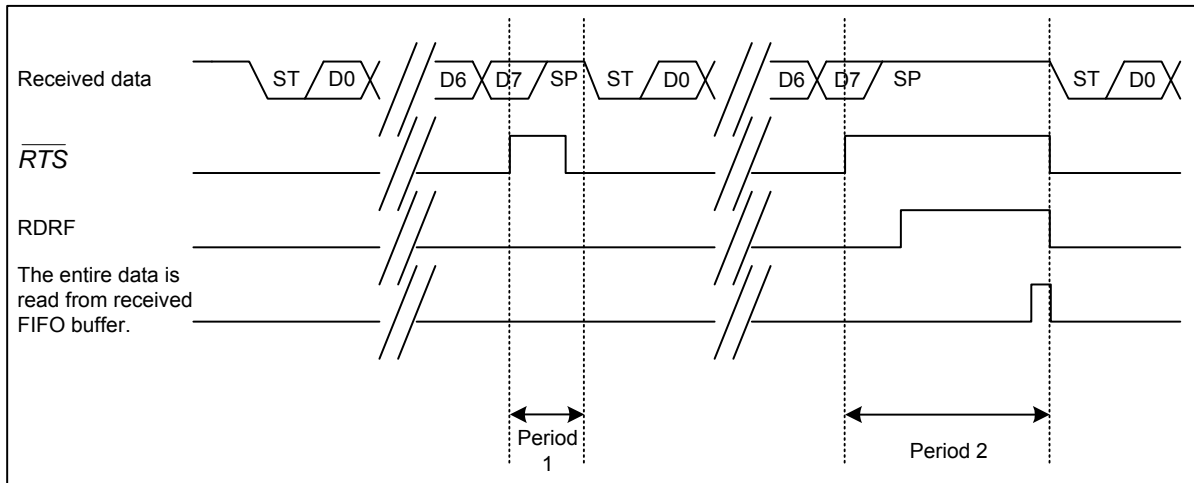 Received data
ST D0 D6 D7 SP ST D0 D6 D7 SP ST D0
RTS
RDRF
The entire data is
read from received
FIFO buffer.
Period
1
Period 2